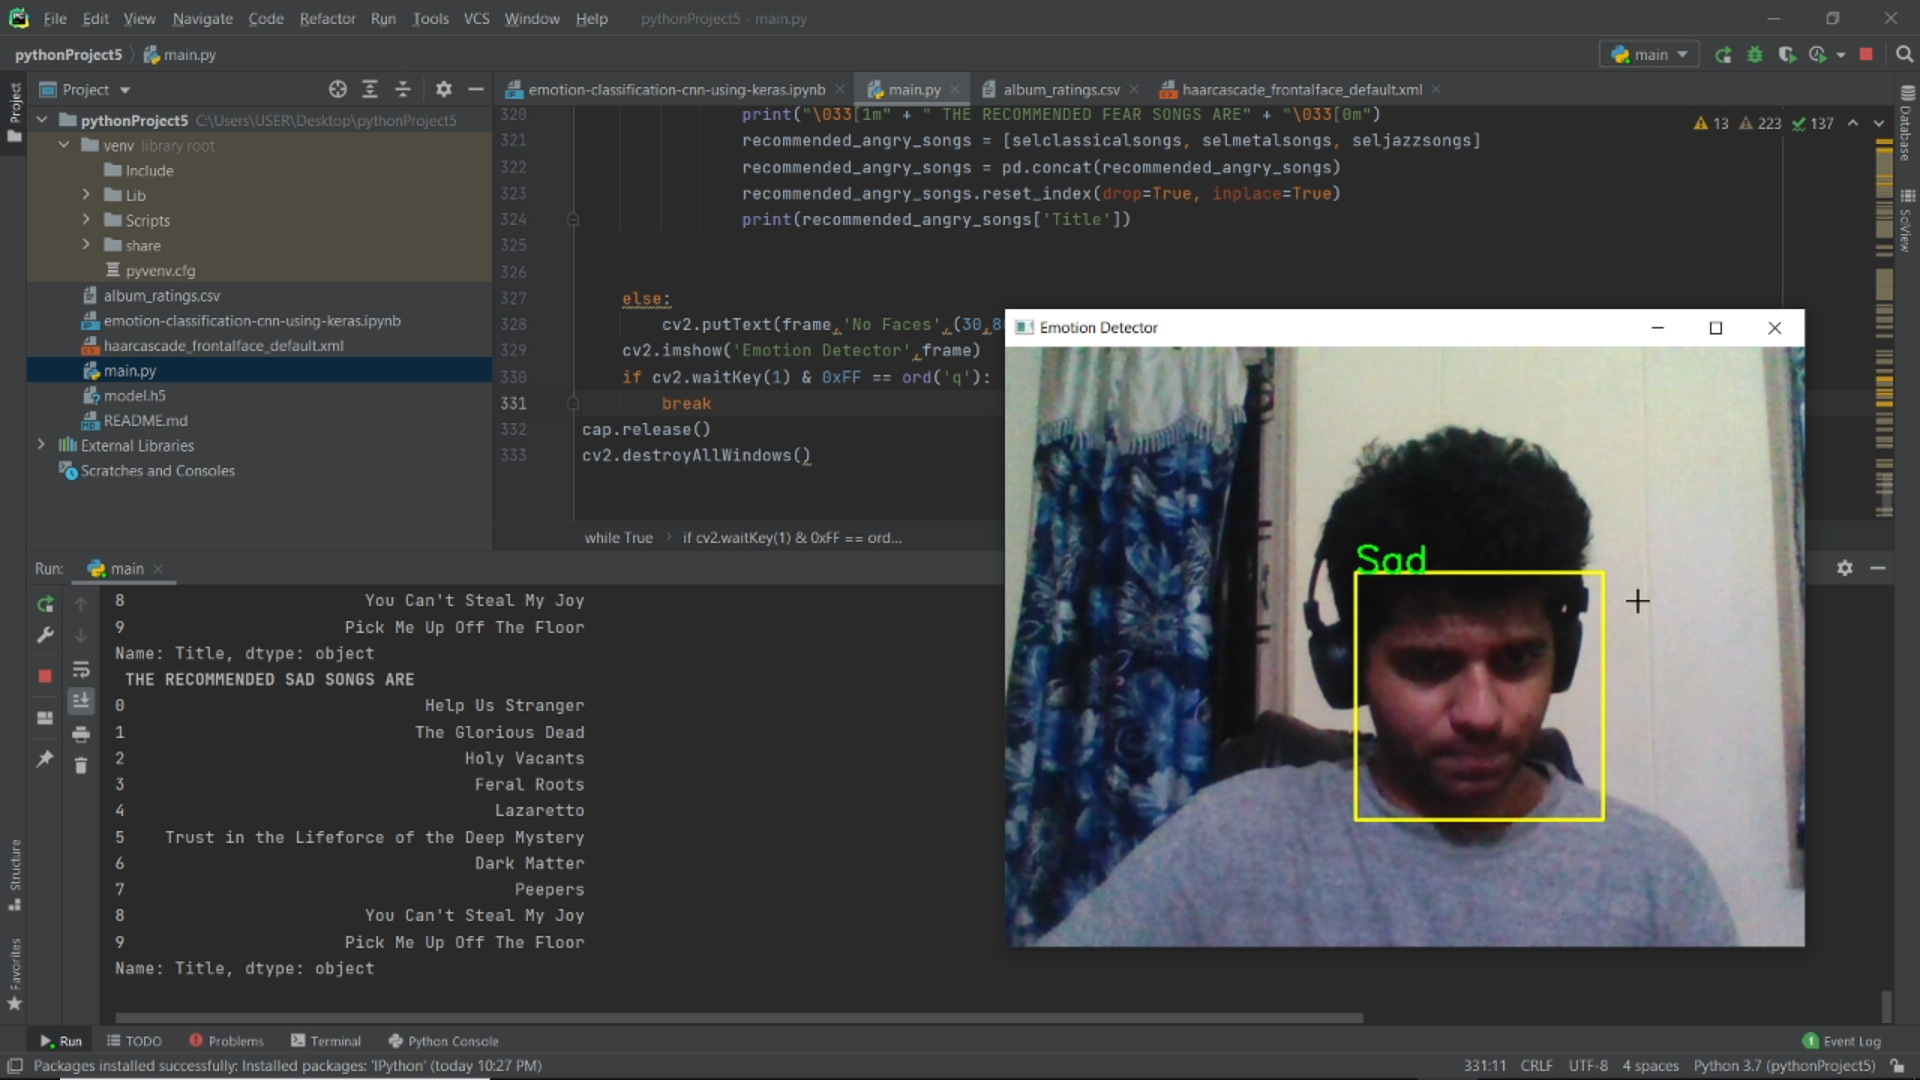 File Edit View Navigate Code Refactor Run Tools VCS Window Help pythonProject5 - main.py
pythonProject5 main.py main
Project emotion-classification-cnn-using-keras.ipynb main.py album_ratings.csv haarcascade_frontalface_default.xml
Project
Database
SciView
Structure
Favorites
pythonProject5 C:\Users\USER\Desktop\pythonProject5
venv library root
Include
Lib
Scripts
share
pyvenv.cfg
album_ratings.csv
emotion-classification-cnn-using-keras.ipynb
haarcascade_frontalface_default.xml
main.py
model.h5
README.md
External Libraries
Scratches and Consoles
13 223 137
320 print("\033[1m" + " THE RECOMMENDED FEAR SONGS ARE" + "\033[0m")
321 recommended_angry_songs = [selclassicalsongs, selmetalsongs, seljazzsongs]
322 recommended_angry_songs = pd.concat(recommended_angry_songs)
323 recommended_angry_songs.reset_index(drop=True, inplace=True)
324 print(recommended_angry_songs['Title'])
325
326
327 else:
328 cv2.putText(frame,'No Faces',(30,8
329 cv2.imshow('Emotion Detector',frame)
330 if cv2.waitKey(1) & 0xFF == ord('q'):
331 break
332 cap.release()
333 cv2.destroyAllWindows()
while True if cv2.waitKey(1) & 0xFF == ord...
Emotion Detector
Sad
Run: main
8 You Can't Steal My Joy
9 Pick Me Up Off The Floor
Name: Title, dtype: object
THE RECOMMENDED SAD SONGS ARE
0 Help Us Stranger
1 The Glorious Dead
2 Holy Vacants
3 Feral Roots
4 Lazaretto
5 Trust in the Lifeforce of the Deep Mystery
6 Dark Matter
7 Peepers
8 You Can't Steal My Joy
9 Pick Me Up Off The Floor
Name: Title, dtype: object
Run TODO Problems Terminal Python Console 1 Event Log
Packages installed successfully: Installed packages: 'IPython' (today 10:27 PM) 331:11 CRLF UTF-8 4 spaces Python 3.7 (pythonProject5)